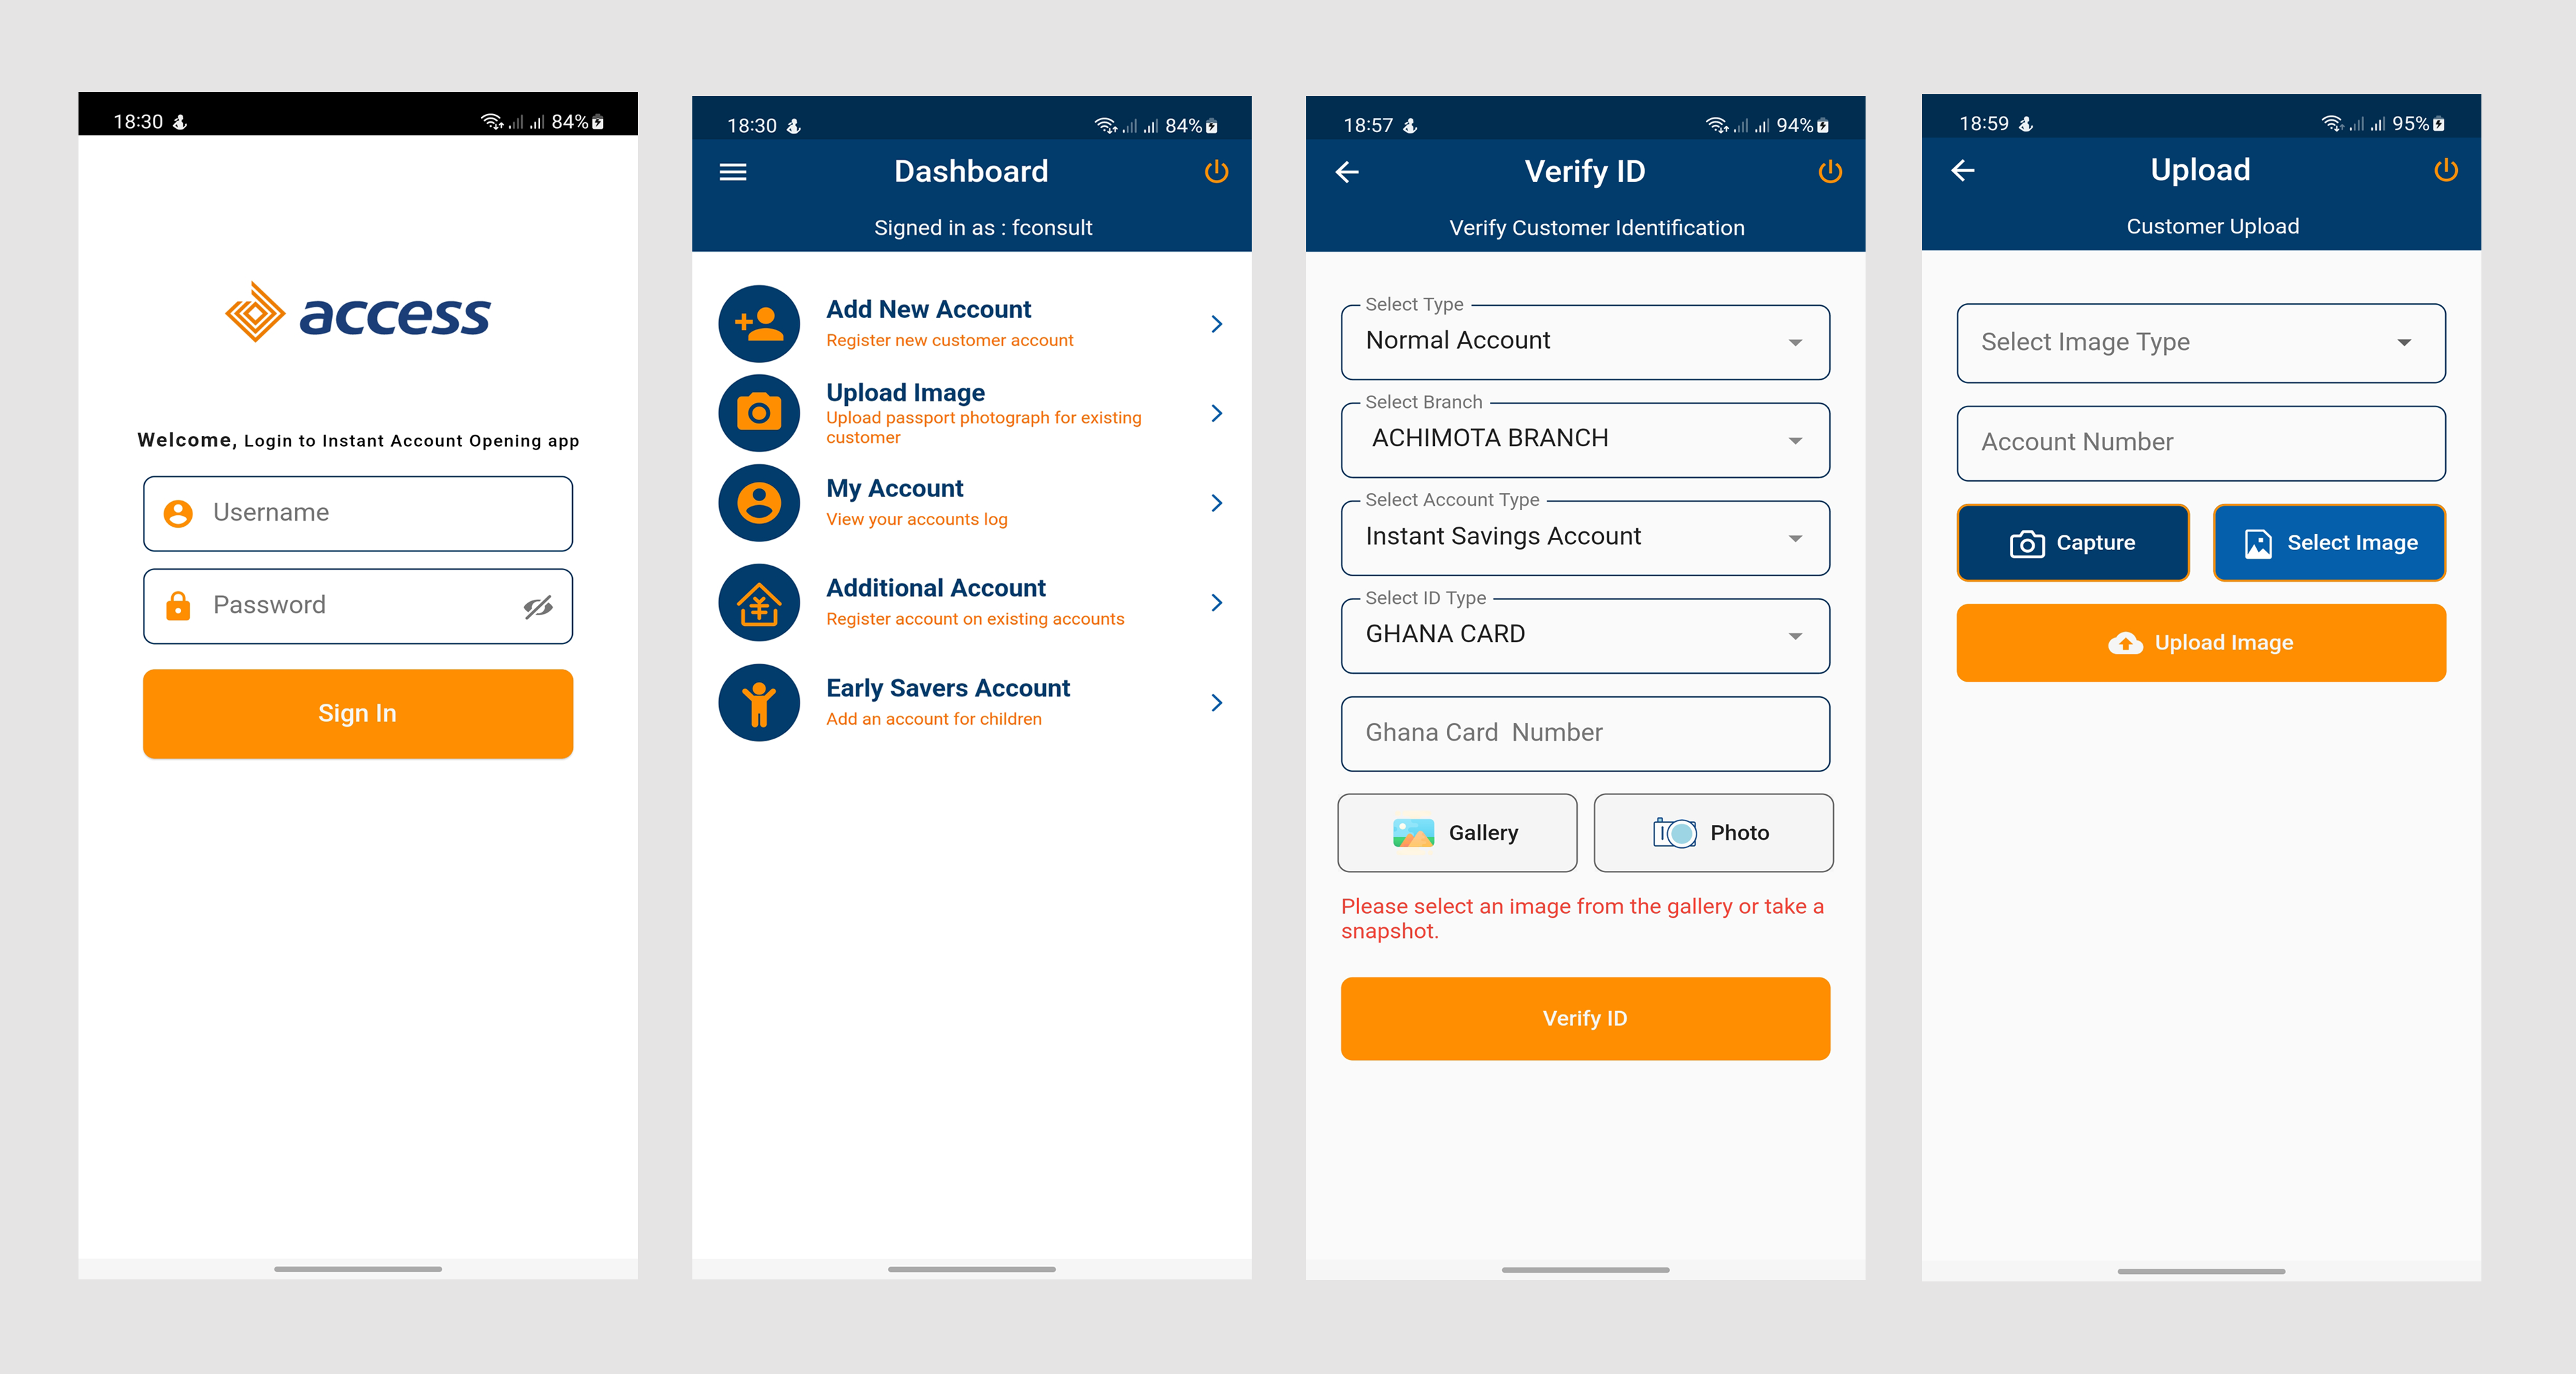 18:30
84%
access
Welcome, Login to Instant Account Opening app
Username
Password
Sign In
18:30
84%
Dashboard
Signed in as : fconsult
Add New Account
Register new customer account
Upload Image
Upload passport photograph for existing
customer
My Account
View your accounts log
Additional Account
Register account on existing accounts
Early Savers Account
Add an account for children
18:57
94%
Verify ID
Verify Customer Identification
Select Type
Normal Account
Select Branch
ACHIMOTA BRANCH
Select Account Type
Instant Savings Account
Select ID Type
GHANA CARD
Ghana Card  Number
Gallery
Photo
Please select an image from the gallery or take a
snapshot.
Verify ID
18:59
95%
Upload
Customer Upload
Select Image Type
Account Number
Capture
Select Image
Upload Image